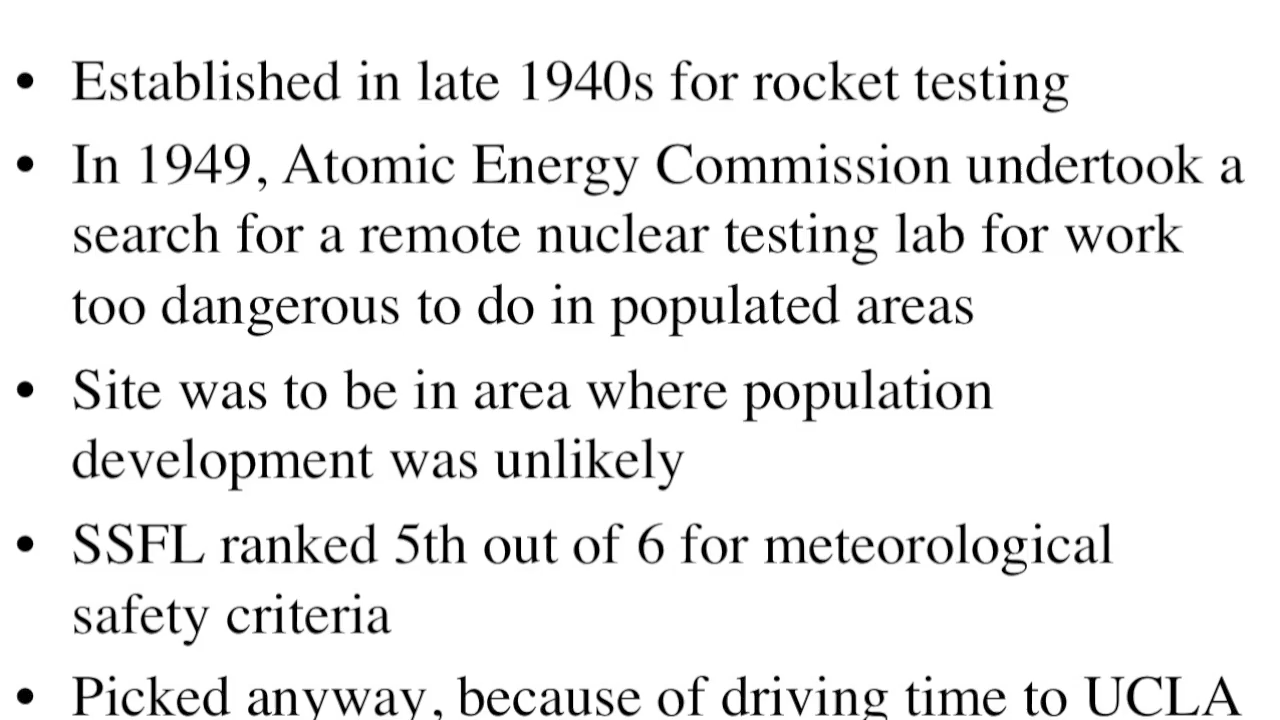 • Established in late 1940s for rocket testing
• In 1949, Atomic Energy Commission undertook a
search for a remote nuclear testing lab for work
too dangerous to do in populated areas
• Site was to be in area where population
development was unlikely
• SSFL ranked 5th out of 6 for meteorological
safety criteria
• Picked anyway, because of driving time to UCLA